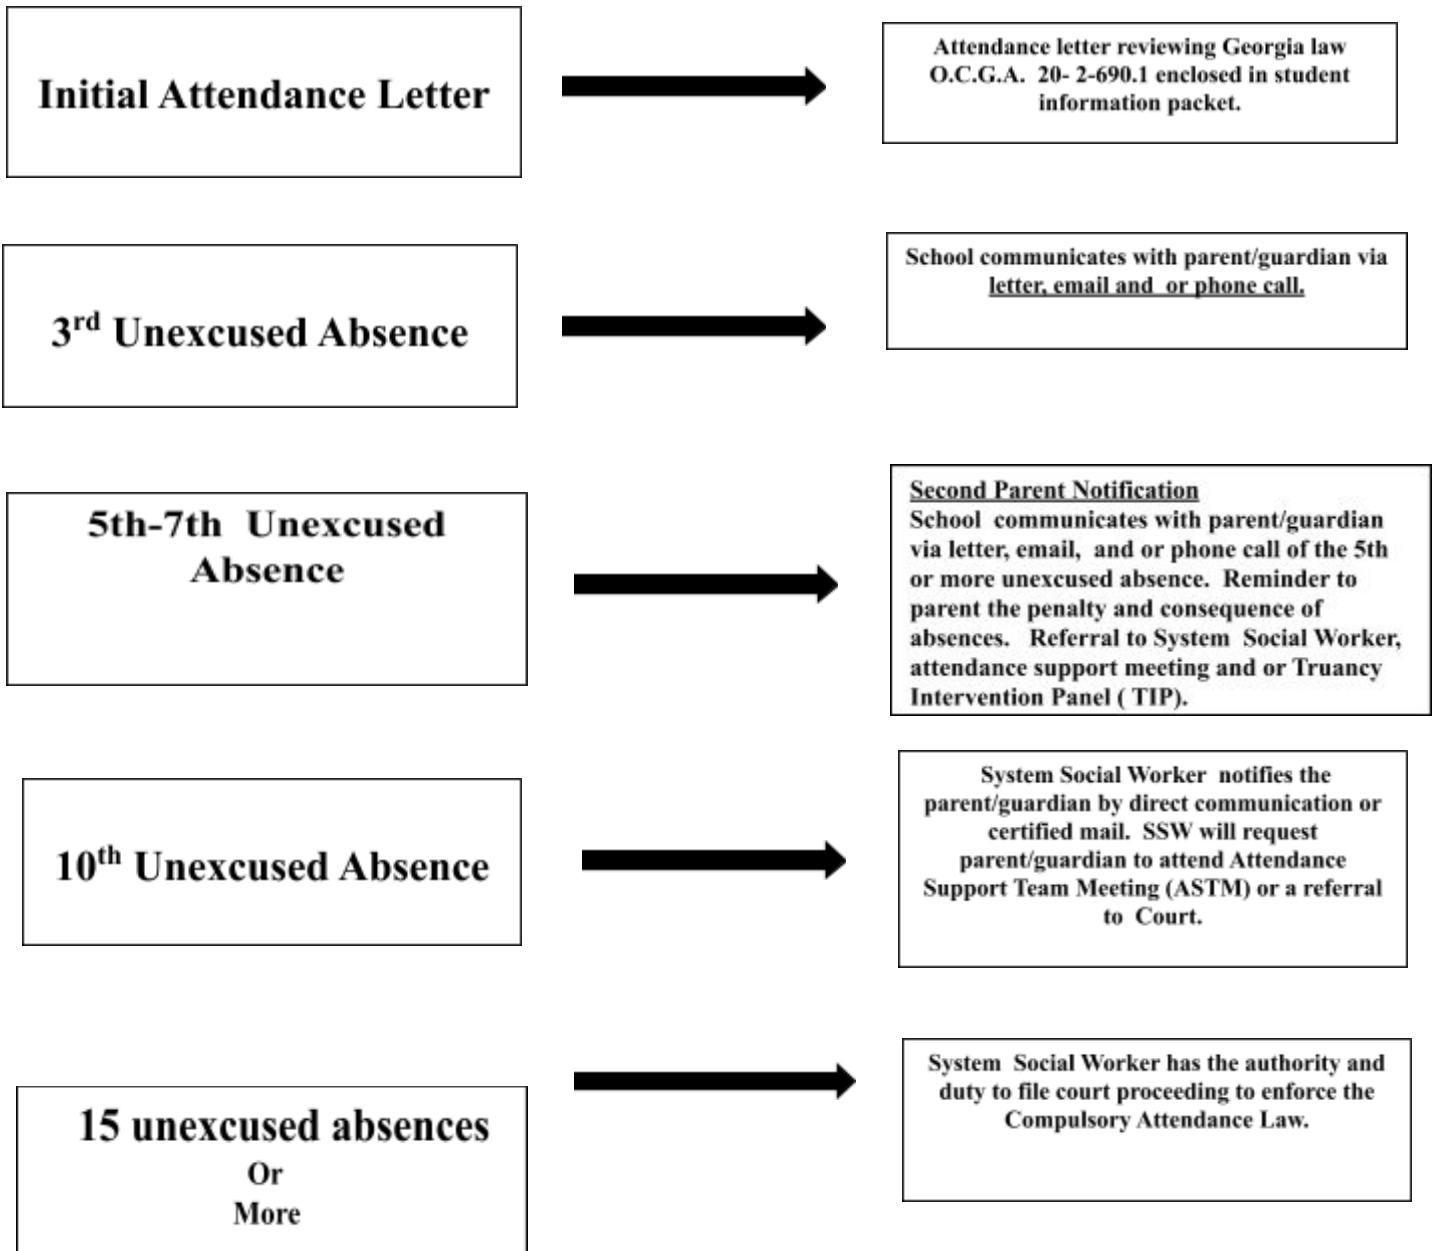 Initial Attendance Letter
Attendance letter reviewing Georgia law
O.C.G.A. 20- 2-690.1 enclosed in student
information packet.
3rd Unexcused Absence
School communicates with parent/guardian via
letter, email and or phone call.
5th-7th Unexcused
Absence
Second Parent Notification
School communicates with parent/guardian
via letter, email, and or phone call of the 5th
or more unexcused absence. Reminder to
parent the penalty and consequence of
absences. Referral to System Social Worker,
attendance support meeting and or Truancy
Intervention Panel ( TIP).
10th Unexcused Absence
System Social Worker notifies the
parent/guardian by direct communication or
certified mail. SSW will request
parent/guardian to attend Attendance
Support Team Meeting (ASTM) or a referral
to Court.
15 unexcused absences
Or
More
System Social Worker has the authority and
duty to file court proceeding to enforce the
Compulsory Attendance Law.